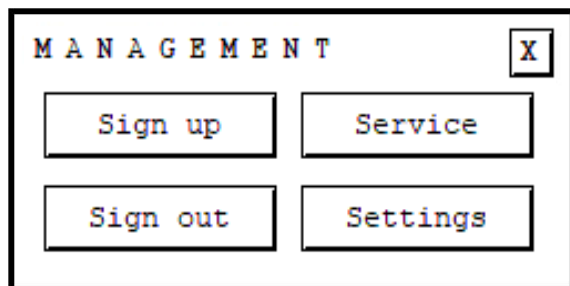 M A N A G E M E N T X
Sign up Service
Sign out Settings